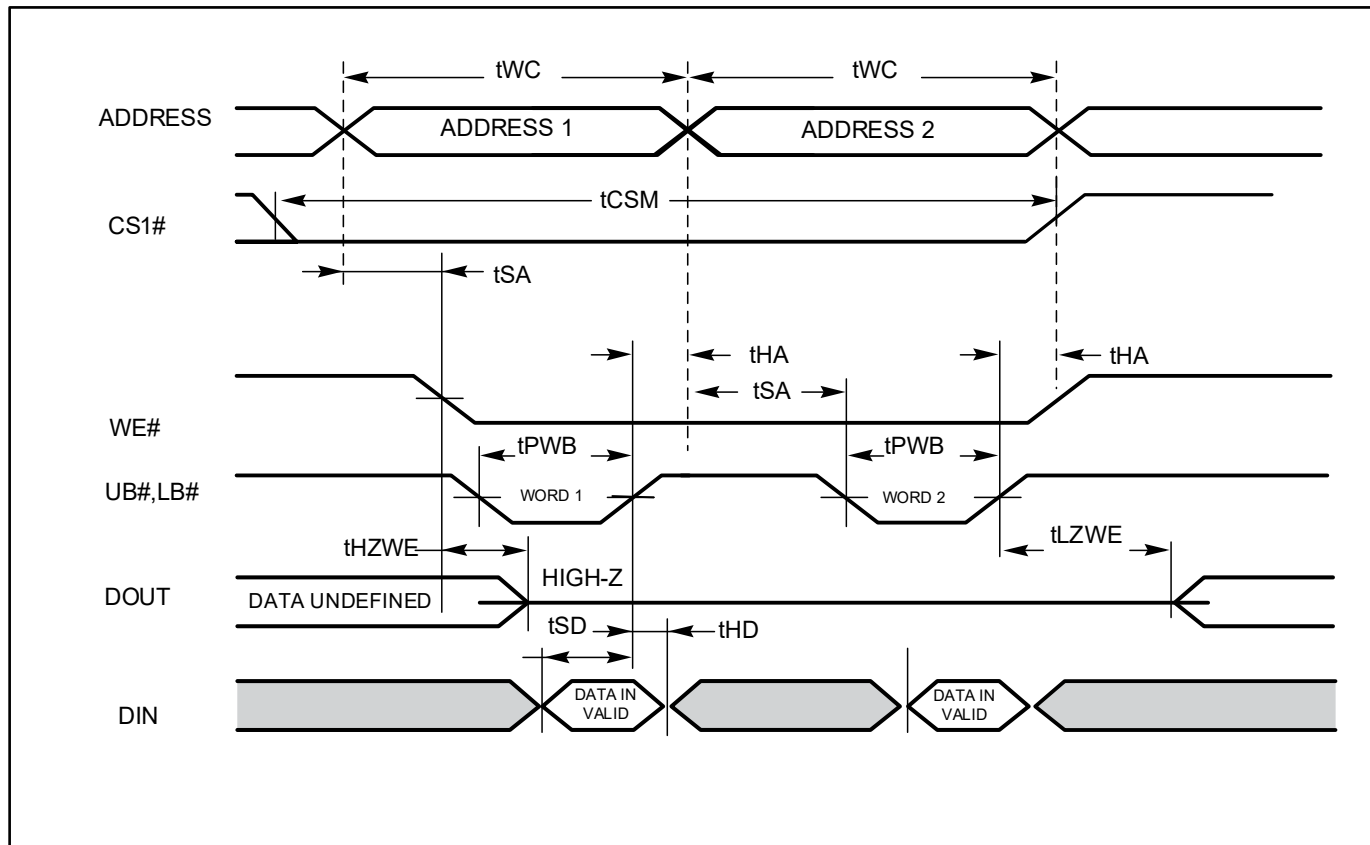 tWC tWC
ADDRESS ADDRESS 1 ADDRESS 2
tCSM
CS1#
tSA
tHA tHA
tSA
WE#
tPWB tPWB
UB#,LB# WORD 1 WORD 2
tHZWE tLZWE
HIGH-Z
DOUT DATA UNDEFINED
tSD tHD
DIN DATA IN VALID DATA IN VALID